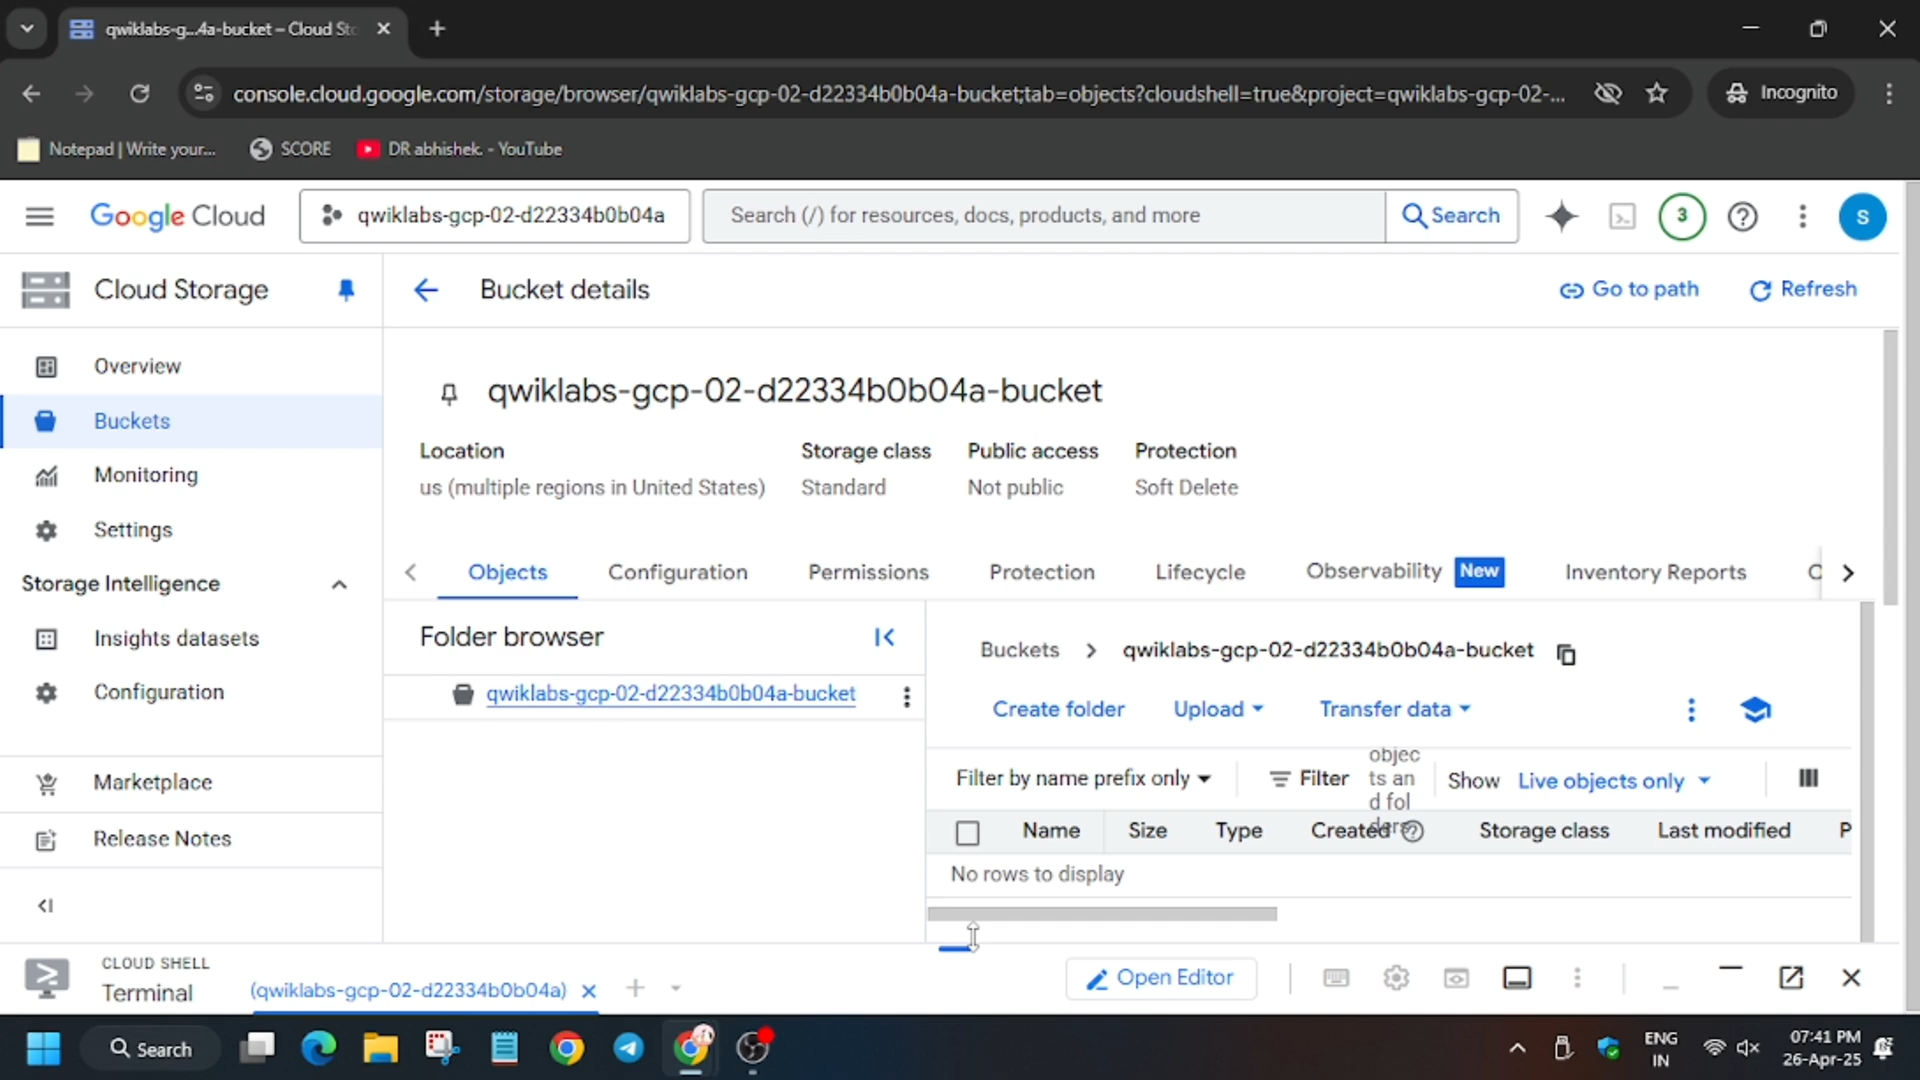 qwiklabs-g...4a-bucket – Cloud Sto
console.cloud.google.com/storage/browser/qwiklabs-gcp-02-d22334b0b04a-bucket;tab=objects?cloudshell=true&project=qwiklabs-gcp-02-...
Incognito
Notepad | Write your...
SCORE
DR abhishek. - YouTube
Google Cloud
qwiklabs-gcp-02-d22334b0b04a
Search (/) for resources, docs, products, and more
Search
3
S
Cloud Storage
Bucket details
Go to path
Refresh
Overview
Buckets
Monitoring
Settings
Storage Intelligence
Insights datasets
Configuration
Marketplace
Release Notes
qwiklabs-gcp-02-d22334b0b04a-bucket
Location
Storage class
Public access
Protection
us (multiple regions in United States)
Standard
Not public
Soft Delete
Objects
Configuration
Permissions
Protection
Lifecycle
Observability
New
Inventory Reports
Folder browser
qwiklabs-gcp-02-d22334b0b04a-bucket
Buckets
qwiklabs-gcp-02-d22334b0b04a-bucket
Create folder
Upload
Transfer data
Filter by name prefix only
Filter
objec
ts an
d fol
ders
Show
Live objects only
Name
Size
Type
Created
Storage class
Last modified
P
No rows to display
CLOUD SHELL
Terminal
(qwiklabs-gcp-02-d22334b0b04a)
Open Editor
Search
ENG
IN
07:41 PM
26-Apr-25